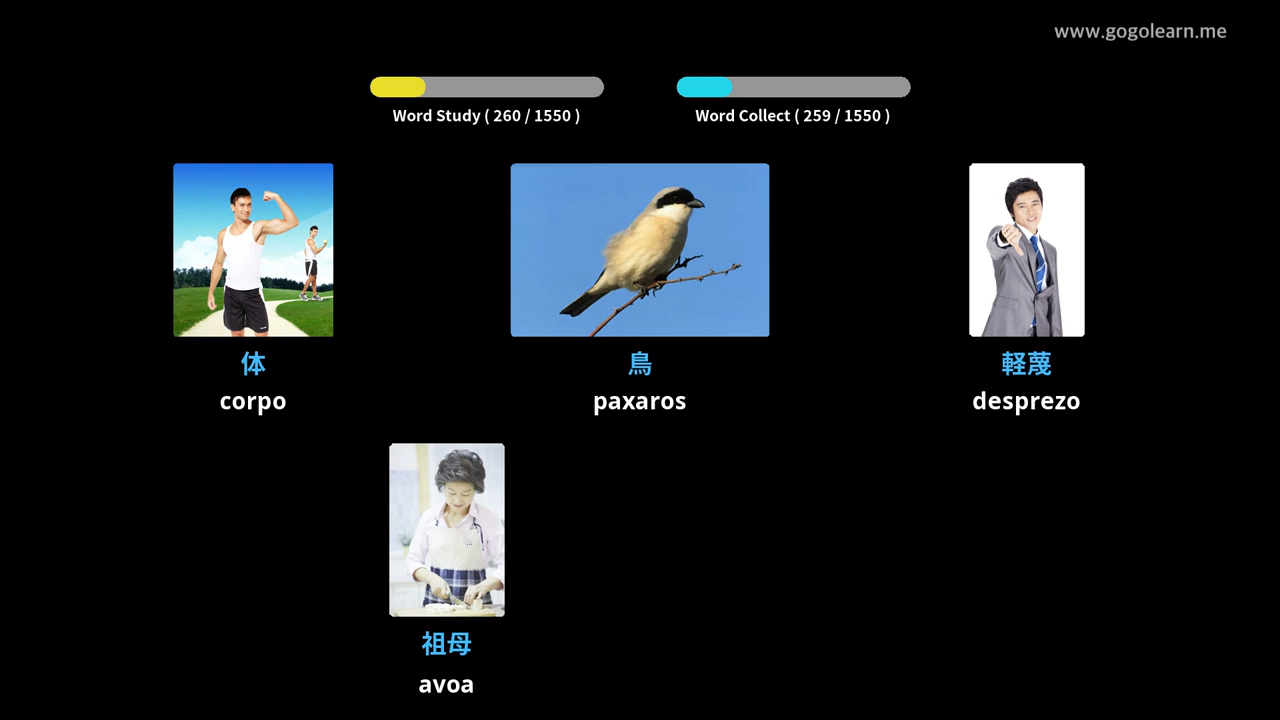 www.gogolearn.me
Word Study ( 260 / 1550 )
Word Collect ( 259 / 1550 )
体
corpo
鳥
paxaros
軽蔑
desprezo
祖母
avoa